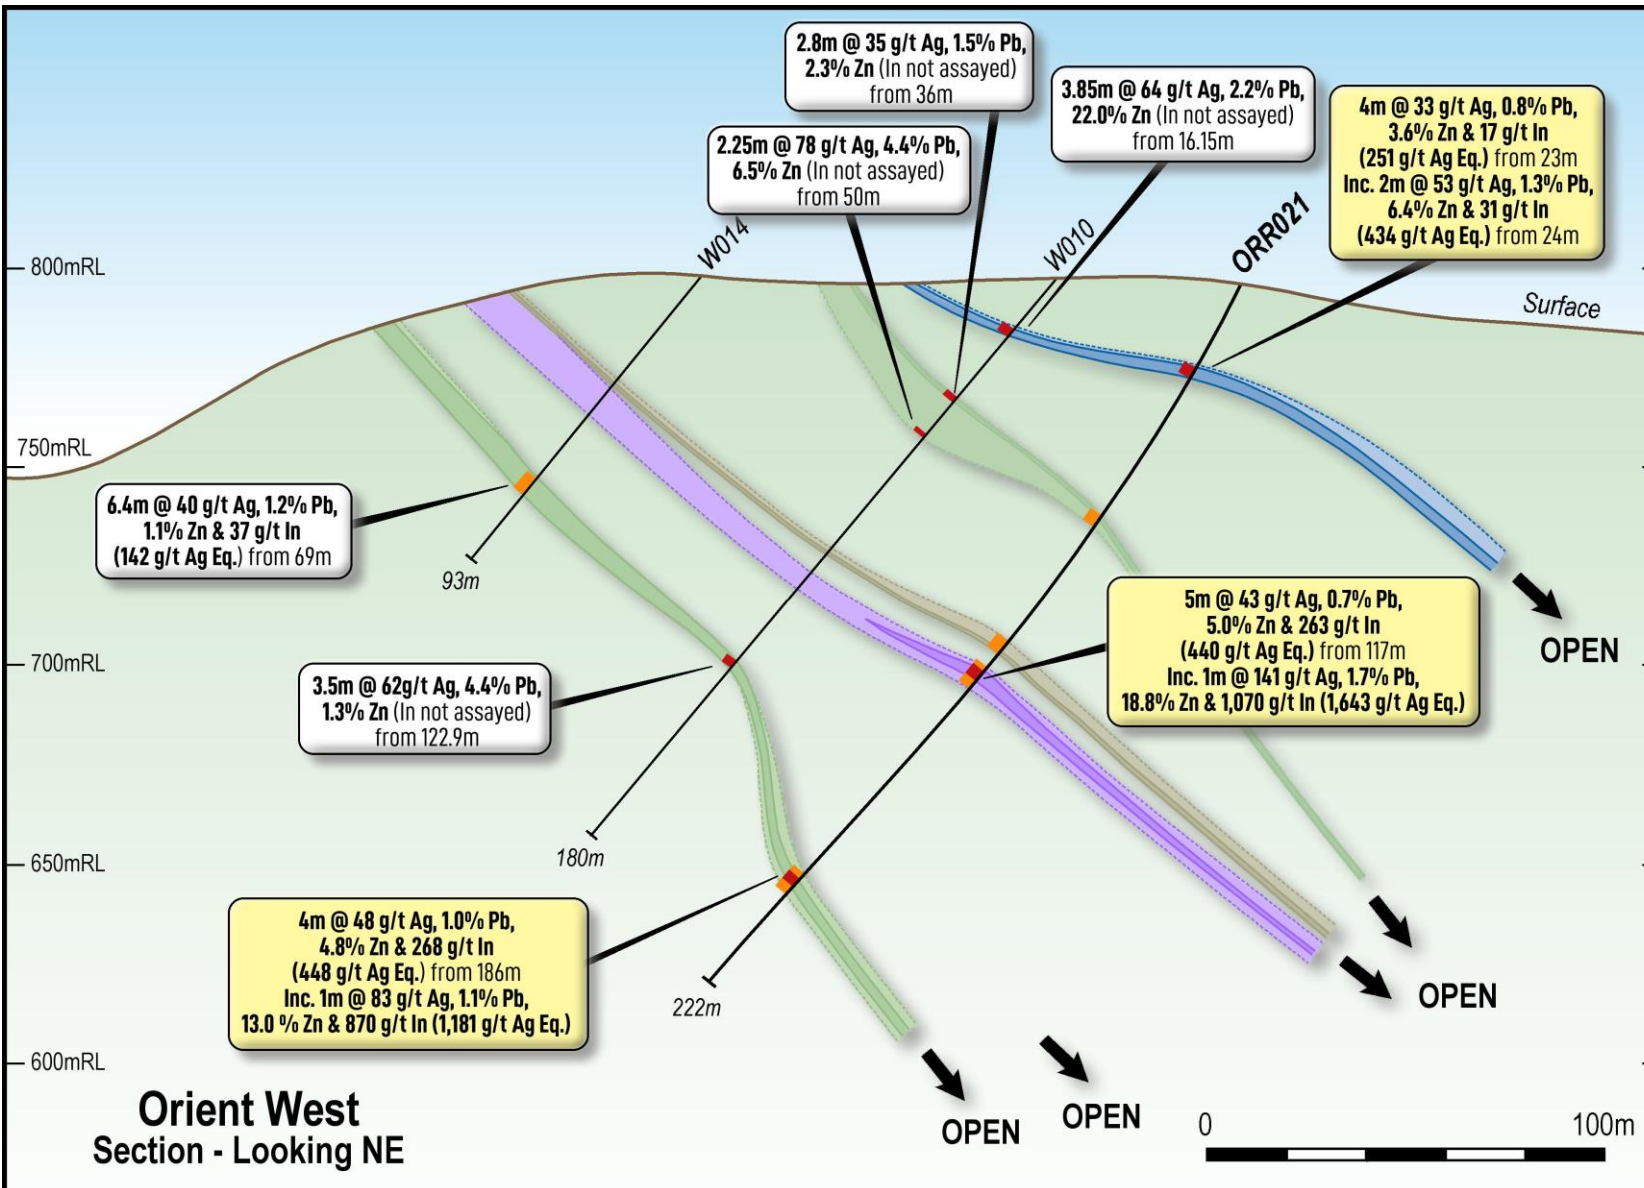 2.8m @ 35 g/t Ag, 1.5% Pb,
2.3% Zn (In not assayed)
from 36m
3.85m @ 64 g/t Ag, 2.2% Pb,
22.0% Zn (In not assayed)
from 16.15m
4m @ 33 g/t Ag, 0.8% Pb,
3.6% Zn & 17 g/t In
(251 g/t Ag Eq.) from 23m
Inc. 2m @ 53 g/t Ag, 1.3% Pb,
6.4% Zn & 31 g/t In
(434 g/t Ag Eq.) from 24m
2.25m @ 78 g/t Ag, 4.4% Pb,
6.5% Zn (In not assayed)
from 50m
W014
W010
ORR021
800mRL
Surface
750mRL
6.4m @ 40 g/t Ag, 1.2% Pb,
1.1% Zn & 37 g/t In
(142 g/t Ag Eq.) from 69m
93m
5m @ 43 g/t Ag, 0.7% Pb,
5.0% Zn & 263 g/t In
(440 g/t Ag Eq.) from 117m
Inc. 1m @ 141 g/t Ag, 1.7% Pb,
18.8% Zn & 1,070 g/t In (1,643 g/t Ag Eq.)
OPEN
700mRL
3.5m @ 62g/t Ag, 4.4% Pb,
1.3% Zn (In not assayed)
from 122.9m
180m
650mRL
4m @ 48 g/t Ag, 1.0% Pb,
4.8% Zn & 268 g/t In
(448 g/t Ag Eq.) from 186m
Inc. 1m @ 83 g/t Ag, 1.1% Pb,
13.0 % Zn & 870 g/t In (1,181 g/t Ag Eq.)
222m
OPEN
600mRL
OPEN
OPEN
Orient West
Section - Looking NE
0
100m